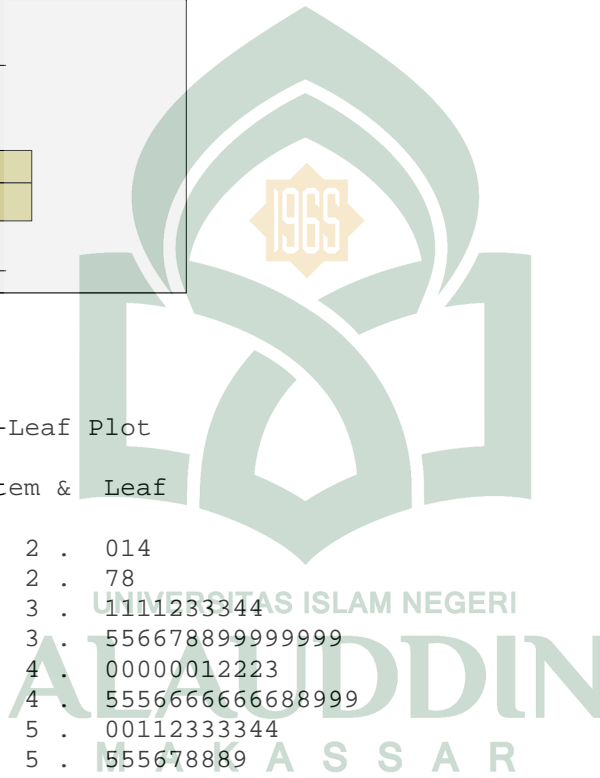 1965
-Leaf Plot
tem & Leaf
2 . 014
2 . 78
3 . 1111233344
3 . 556678899999999
4 . 00000012223
4 . 5556666666688999
5 . 00112333344
5 . 555678889
UNIVERSITAS ISLAM NEGERI
ALAUDDIN
MAKASSAR